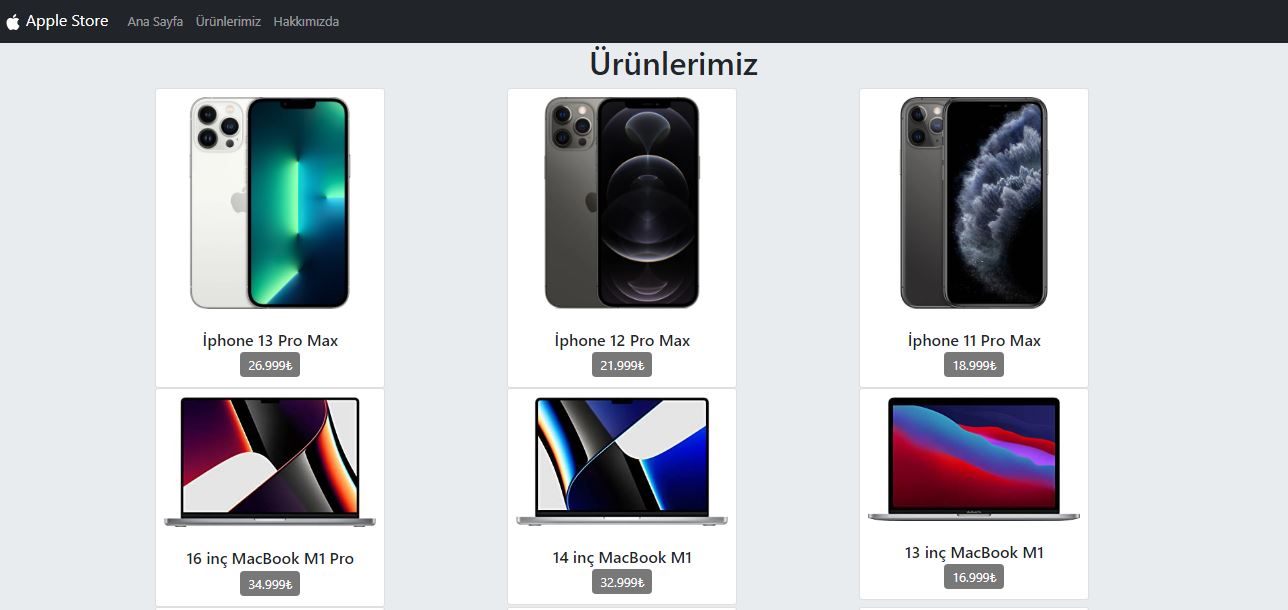 Apple Store Ana Sayfa Ürünlerimiz Hakkımızda
Ürünlerimiz
İphone 13 Pro Max
26.999₺
İphone 12 Pro Max
21.999₺
İphone 11 Pro Max
18.999₺
16 inç MacBook M1 Pro
34.999₺
14 inç MacBook M1
32.999₺
13 inç MacBook M1
16.999₺